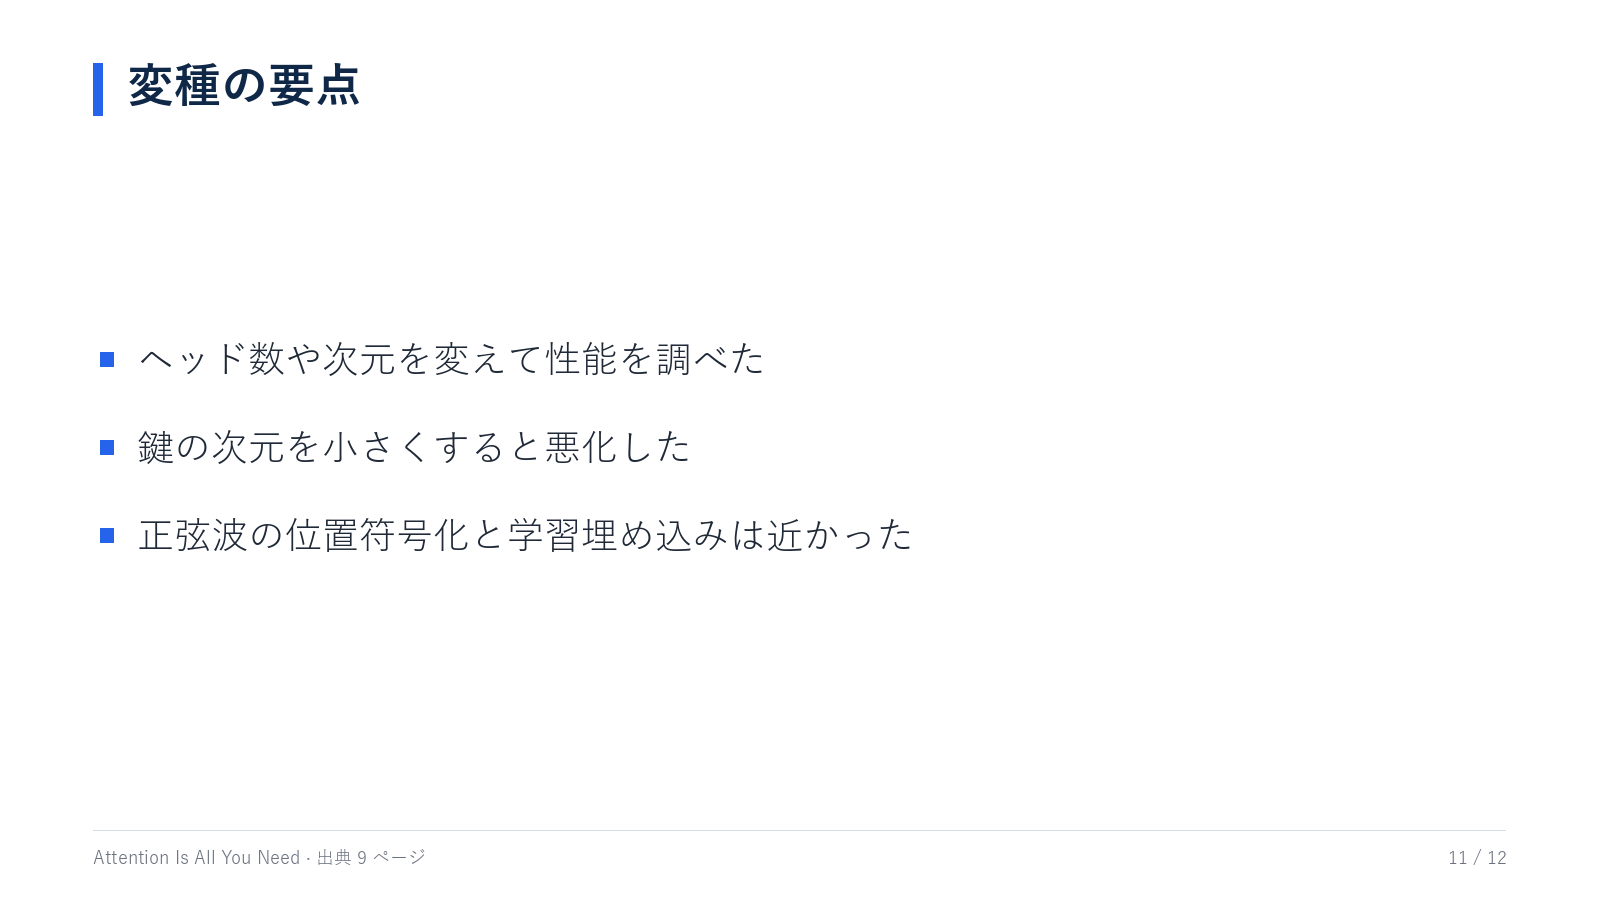 変種の要点
ヘッド数や次元を変えて性能を調べた
鍵の次元を小さくすると悪化した
正弦波の位置符号化と学習埋め込みは近かった
Attention Is All You Need · 出典 9 ページ
11 / 12